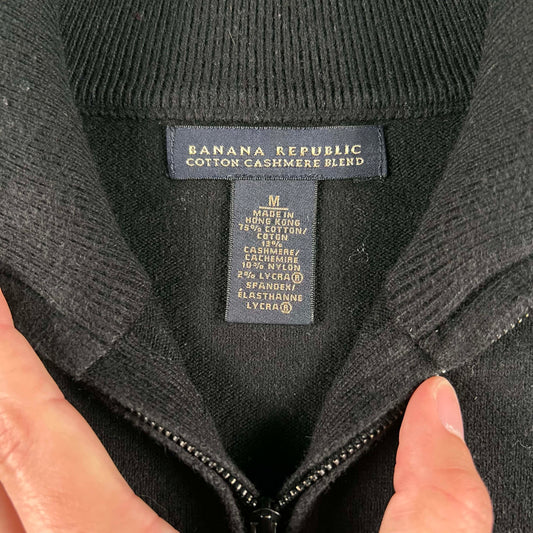 BANANA REPUBLIC
COTTON CASHMERE BLEND
M
MADE IN
HONG KONG
75% COTTON/
COTON
13%
CASHMERE/
CACHEMIRE
10% NYLON
2% LYCRA®
SPANDEX/
ÉLASTHANNE
LYCRA®